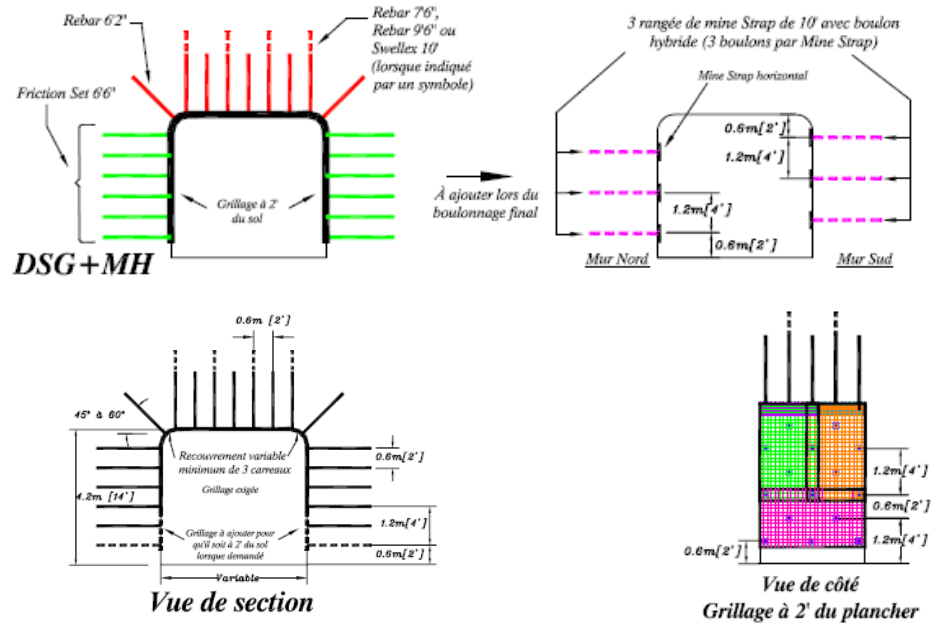 Rebar 6'2"
Rebar 7'6",
Rebar 9'6" ou
Swellex 10'
(lorsque indiqué
par un symbole)
Friction Set 6'6"
Grillage à 2'
du sol
DSG+MH
À ajouter lors du
boulonnage final
3 rangée de mine Strap de 10' avec boulon
hybride (3 boulons par Mine Strap)
Mine Strap horizontal
0.6m[2']
1.2m[4']
1.2m[4']
0.6m[2']
Mur Nord
Mur Sud
0.6m [2']
45° à 60°
Recouvrement variable
minimum de 3 carreaux
Grillage exigée
0.6m[2']
4.2m [14']
1.2m[4']
Grillage à ajouter pour
qu'il soit à 2' du sol
lorsque demandé
0.6m[2']
Variable
Vue de section
1.2m[4']
0.6m[2']
1.2m[4']
0.6m[2']
Vue de côté
Grillage à 2' du plancher